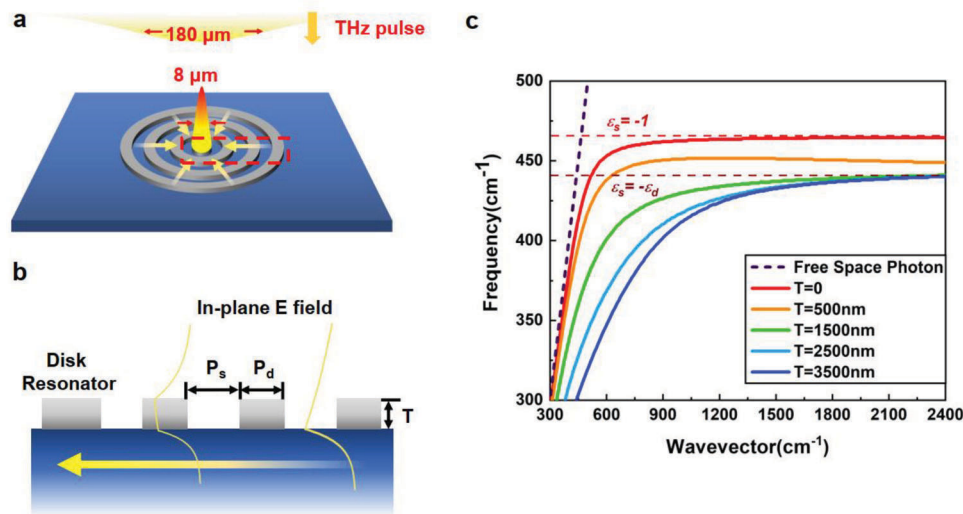 a
THz pulse
180 μm
8 μm
b
In-plane E field
Disk
Resonator
Pₛ
P_d
T
c
Frequency(cm⁻¹)
500
450
400
350
300
εₛ= -1
εₛ= -ε_d
Free Space Photon
T=0
T=500nm
T=1500nm
T=2500nm
T=3500nm
300 600 900 1200 1500 1800 2100 2400
Wavevector(cm⁻¹)